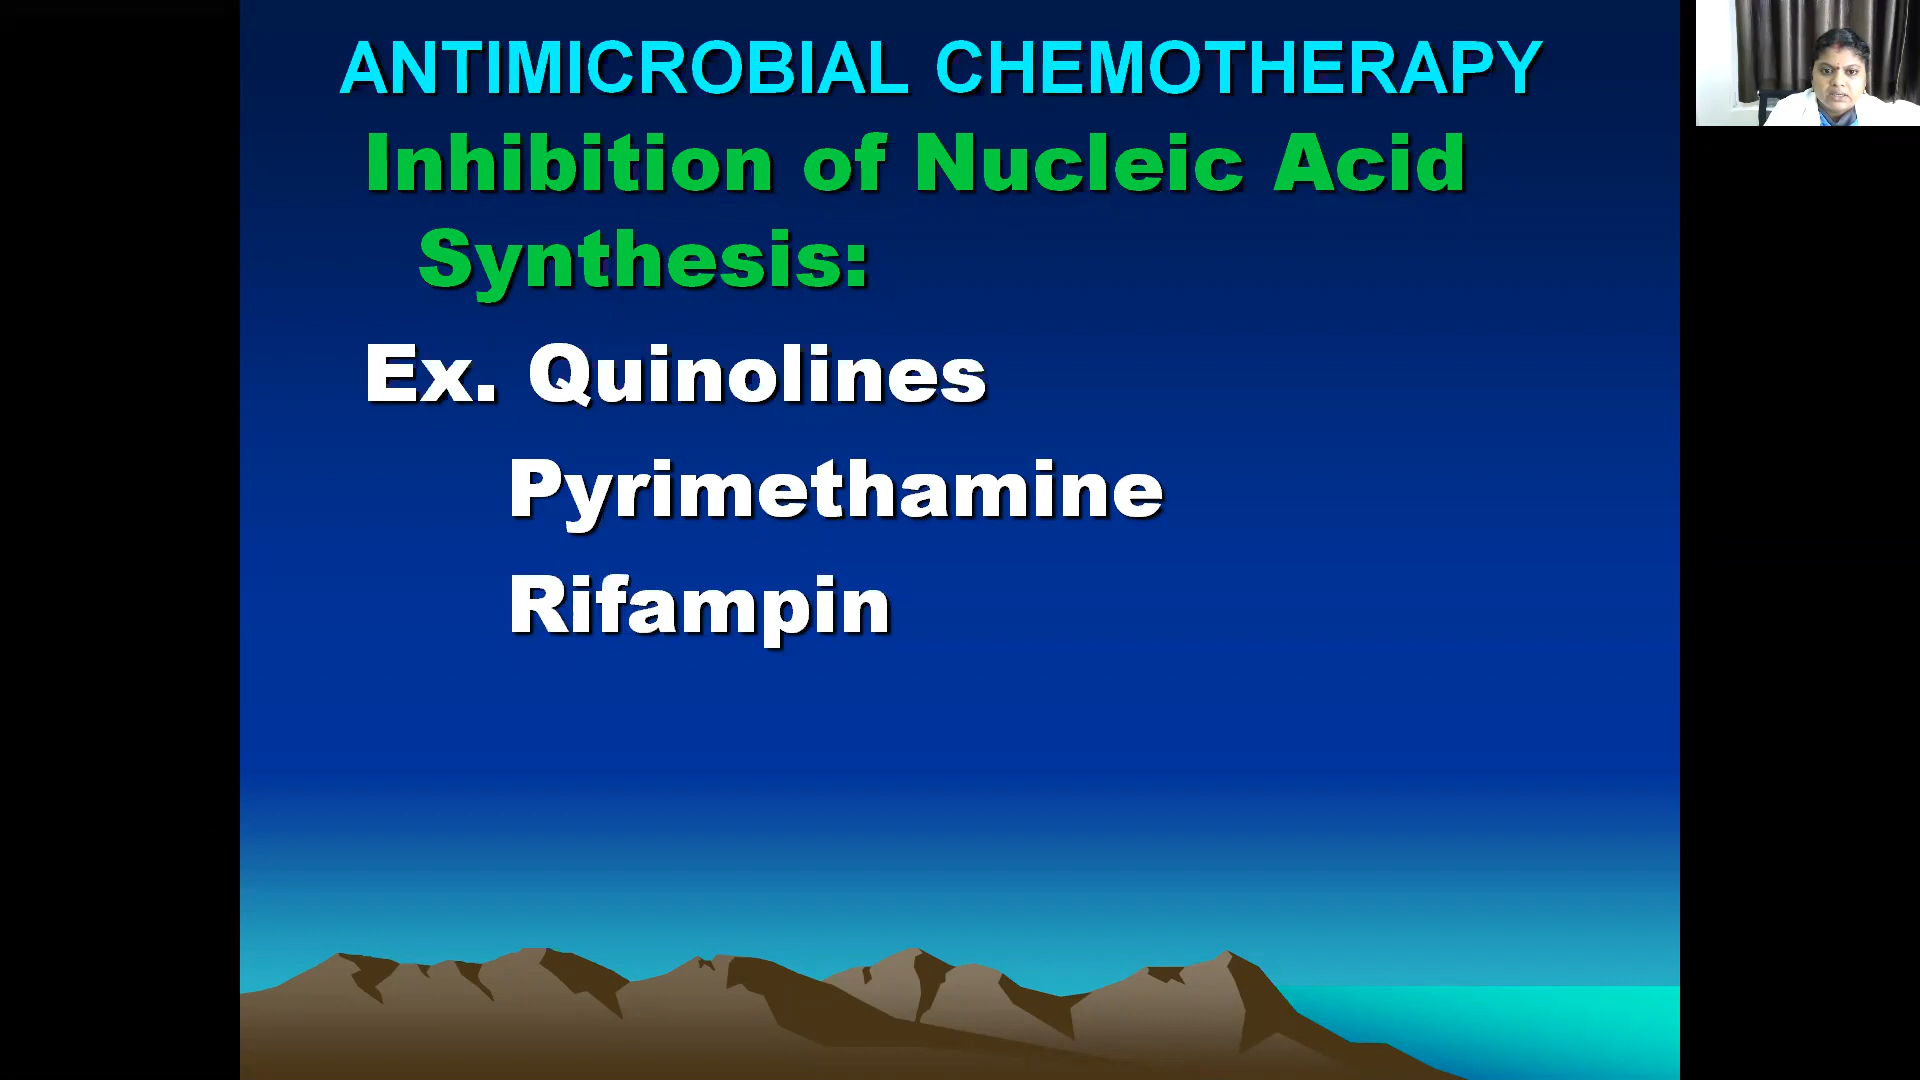 ANTIMICROBIAL CHEMOTHERAPY
Inhibition of Nucleic Acid
Synthesis:
Ex. Quinolines
Pyrimethamine
Rifampin